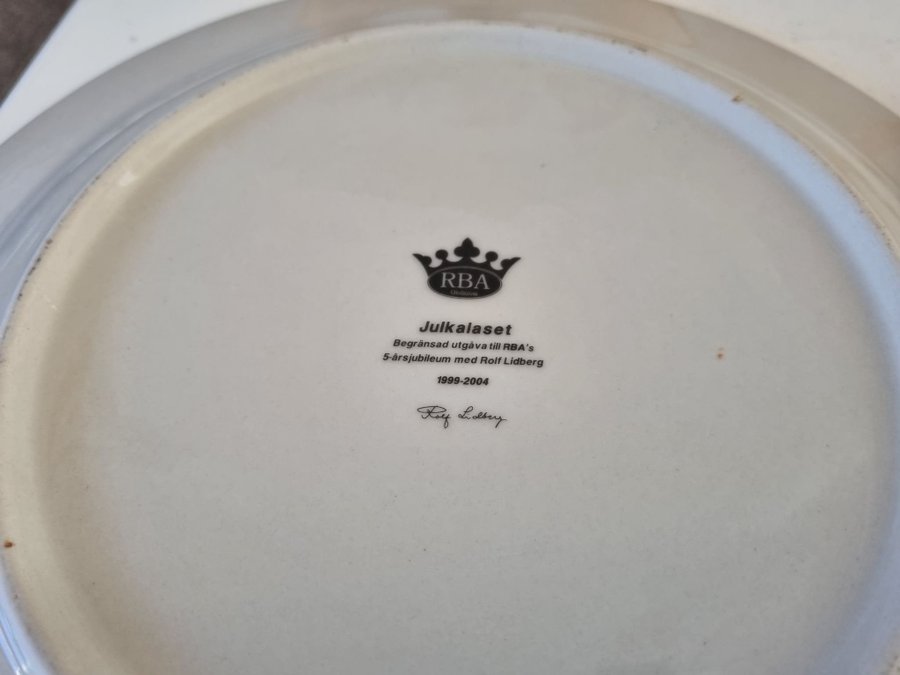 RBA
Julkalaset
Begränsad utgåva till RBA's
5-årsjubileum med Rolf Lidberg
1999-2004
Rolf Lidberg